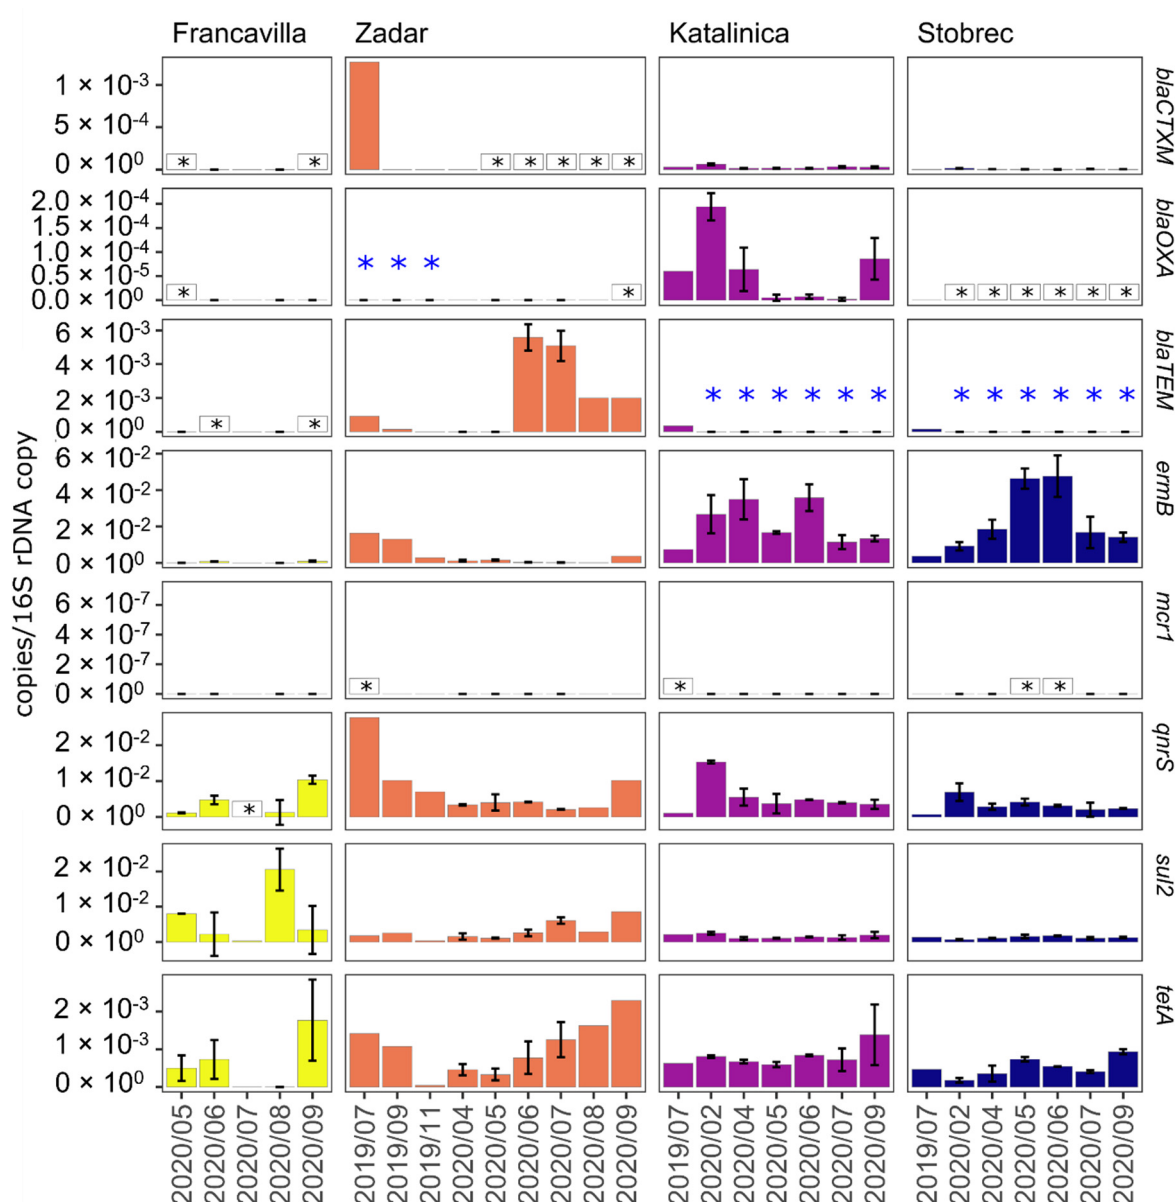 Francavilla Zadar Katalinica Stobrec
copies/16S rDNA copy
1 × 10-3
5 × 10-4
0 × 100
* * * * * * *
blaCTXM
2.0 × 10-4
1.5 × 10-4
1.0 × 10-4
0.5 × 10-5
0.0 × 100
* * *
* * * * * * * *
blaOXA
6 × 10-3
4 × 10-3
2 × 10-3
0 × 100
* * * * * * * * * * * *
* *
blaTEM
6 × 10-2
4 × 10-2
2 × 10-2
0 × 100
ermB
6 × 10-7
4 × 10-7
2 × 10-7
0 × 100
* * * *
mcr1
2 × 10-2
1 × 10-2
0 × 100
*
qnrS
2 × 10-2
1 × 10-2
0 × 100
sul2
2 × 10-3
1 × 10-3
0 × 100
tetA
2020/05 2020/06 2020/07 2020/08 2020/09 2019/07 2019/09 2019/11 2020/04 2020/05 2020/06 2020/07 2020/08 2020/09 2019/07 2020/02 2020/04 2020/05 2020/06 2020/07 2020/09 2019/07 2020/02 2020/04 2020/05 2020/06 2020/07 2020/09